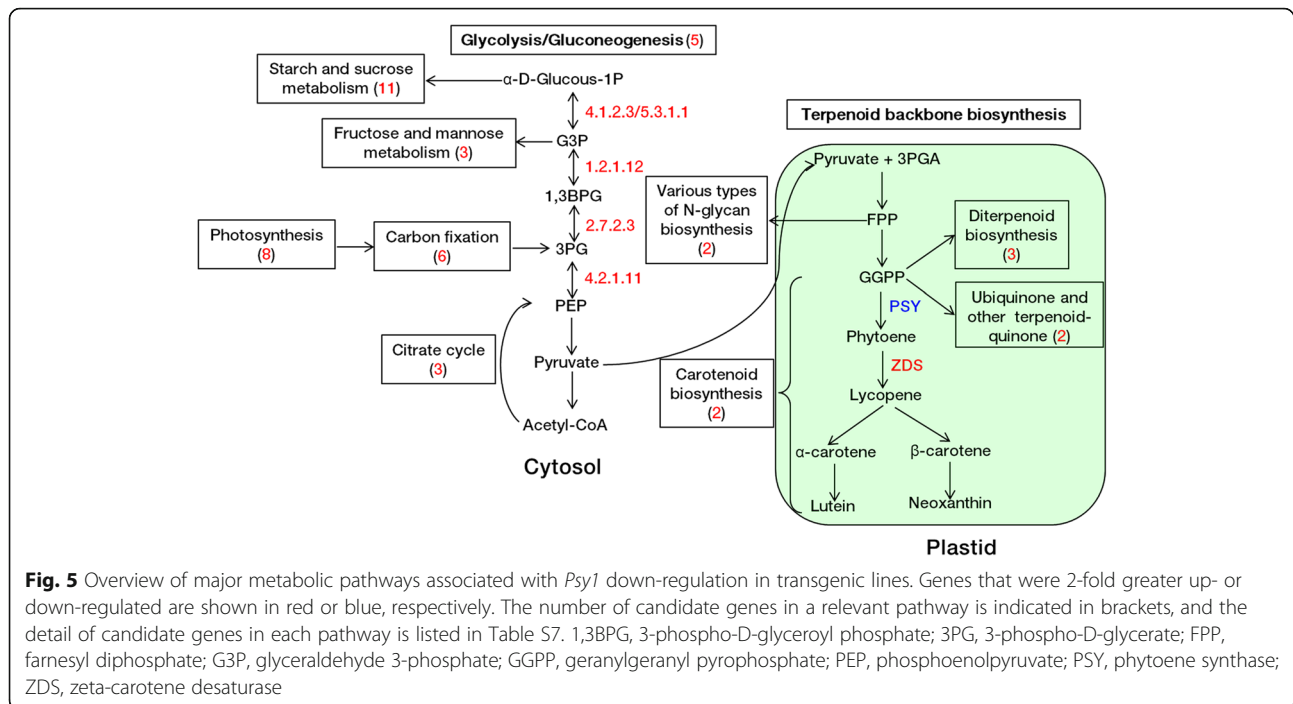 Glycolysis/Gluconeogenesis (5)
Starch and sucrose
metabolism (11)
α-D-Glucous-1P
4.1.2.3/5.3.1.1
Fructose and mannose
metabolism (3)
G3P
1.2.1.12
1,3BPG
2.7.2.3
Photosynthesis
(8)
Carbon fixation
(6)
3PG
4.2.1.11
PEP
Citrate cycle
(3)
Pyruvate
Acetyl-CoA
Cytosol
Terpenoid backbone biosynthesis
Pyruvate + 3PGA
Various types
of N-glycan
biosynthesis
(2)
FPP
Diterpenoid
biosynthesis
(3)
GGPP
PSY
Ubiquinone and
other terpenoid-
quinone (2)
Phytoene
ZDS
Carotenoid
biosynthesis
(2)
Lycopene
α-carotene
β-carotene
Lutein
Neoxanthin
Plastid
Fig. 5 Overview of major metabolic pathways associated with Psy1 down-regulation in transgenic lines. Genes that were 2-fold greater up- or
down-regulated are shown in red or blue, respectively. The number of candidate genes in a relevant pathway is indicated in brackets, and the
detail of candidate genes in each pathway is listed in Table S7. 1,3BPG, 3-phospho-D-glyceroyl phosphate; 3PG, 3-phospho-D-glycerate; FPP,
farnesyl diphosphate; G3P, glyceraldehyde 3-phosphate; GGPP, geranylgeranyl pyrophosphate; PEP, phosphoenolpyruvate; PSY, phytoene synthase;
ZDS, zeta-carotene desaturase